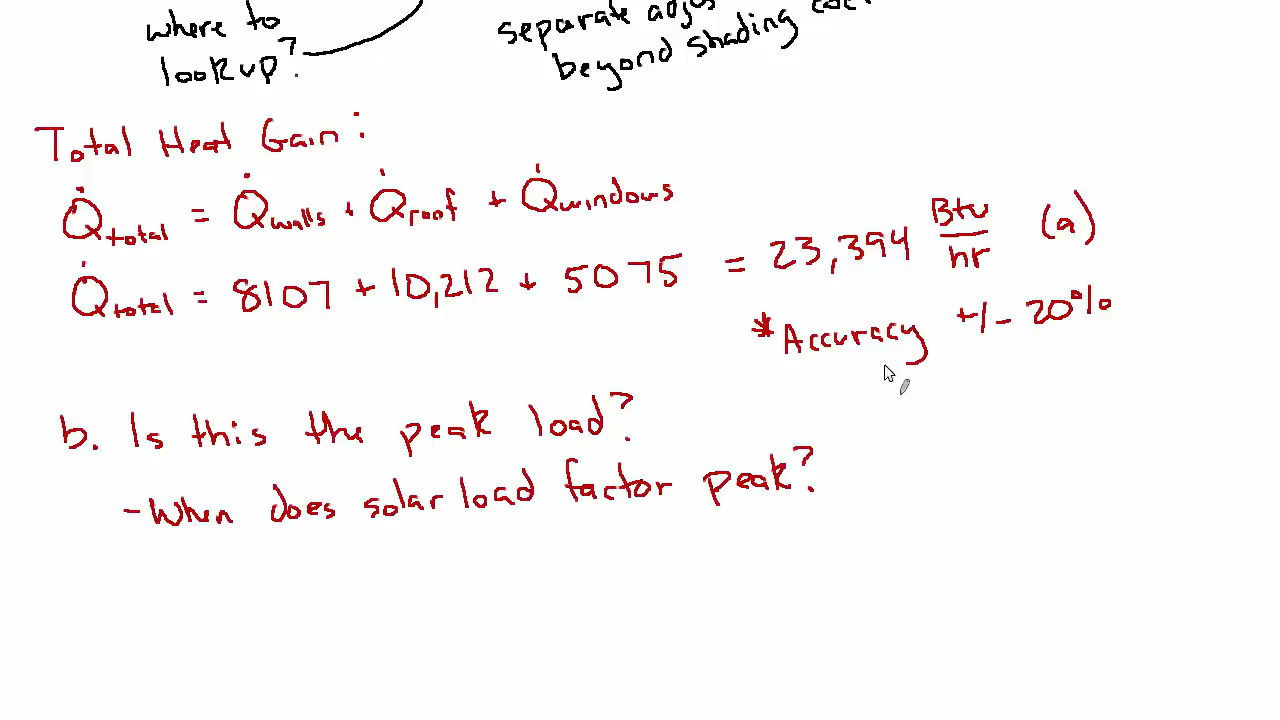 where to
lookup?
separate
beyond shading
Total Heat Gain:
Q̇total = Q̇walls + Q̇roof + Q̇windows
Q̇total = 8107 + 10,212 + 5075 = 23,394 Btu/hr (a)
*Accuracy +/- 20%
b. Is this the peak load?
- When does solar load factor peak?